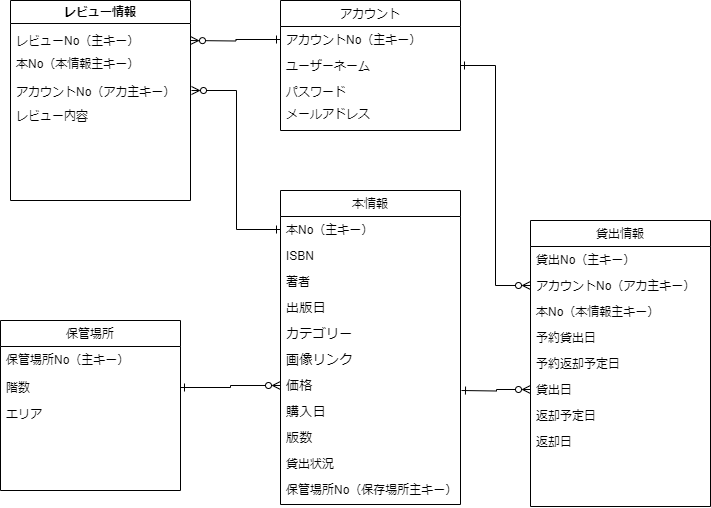 レビュー情報
レビューNo（主キー）
本No（本情報主キー）
アカウントNo（アカ主キー）
レビュー内容
アカウント
アカウントNo（主キー）
ユーザーネーム
パスワード
メールアドレス
本情報
本No（主キー）
ISBN
著者
出版日
カテゴリー
画像リンク
価格
購入日
版数
貸出状況
保管場所No（保存場所主キー）
貸出情報
貸出No（主キー）
アカウントNo（アカ主キー）
本No（本情報主キー）
予約貸出日
予約返却予定日
貸出日
返却予定日
返却日
保管場所
保管場所No（主キー）
階数
エリア